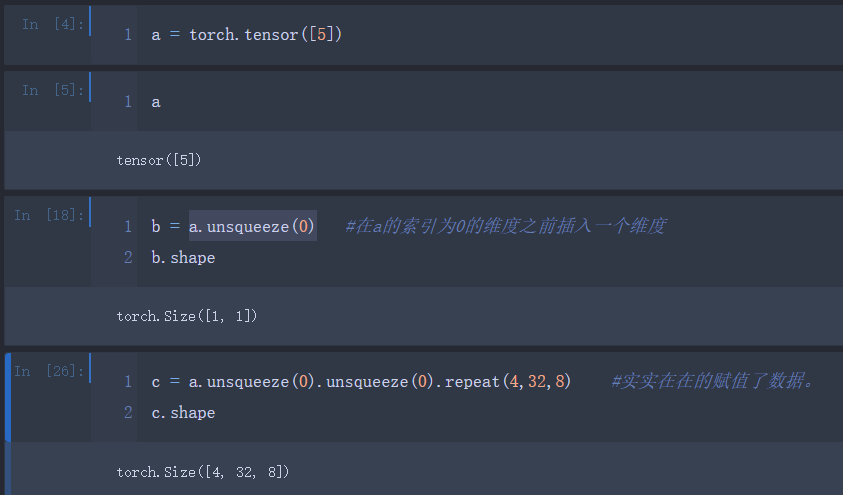 In [4]:
1 a = torch.tensor([5])
In [5]:
1 a
tensor([5])
In [18]:
1 b = a.unsqueeze(0) #在a的索引为0的维度之前插入一个维度
2 b.shape
torch.Size([1, 1])
In [26]:
1 c = a.unsqueeze(0).unsqueeze(0).repeat(4,32,8) #实实在在的赋值了数据。
2 c.shape
torch.Size([4, 32, 8])